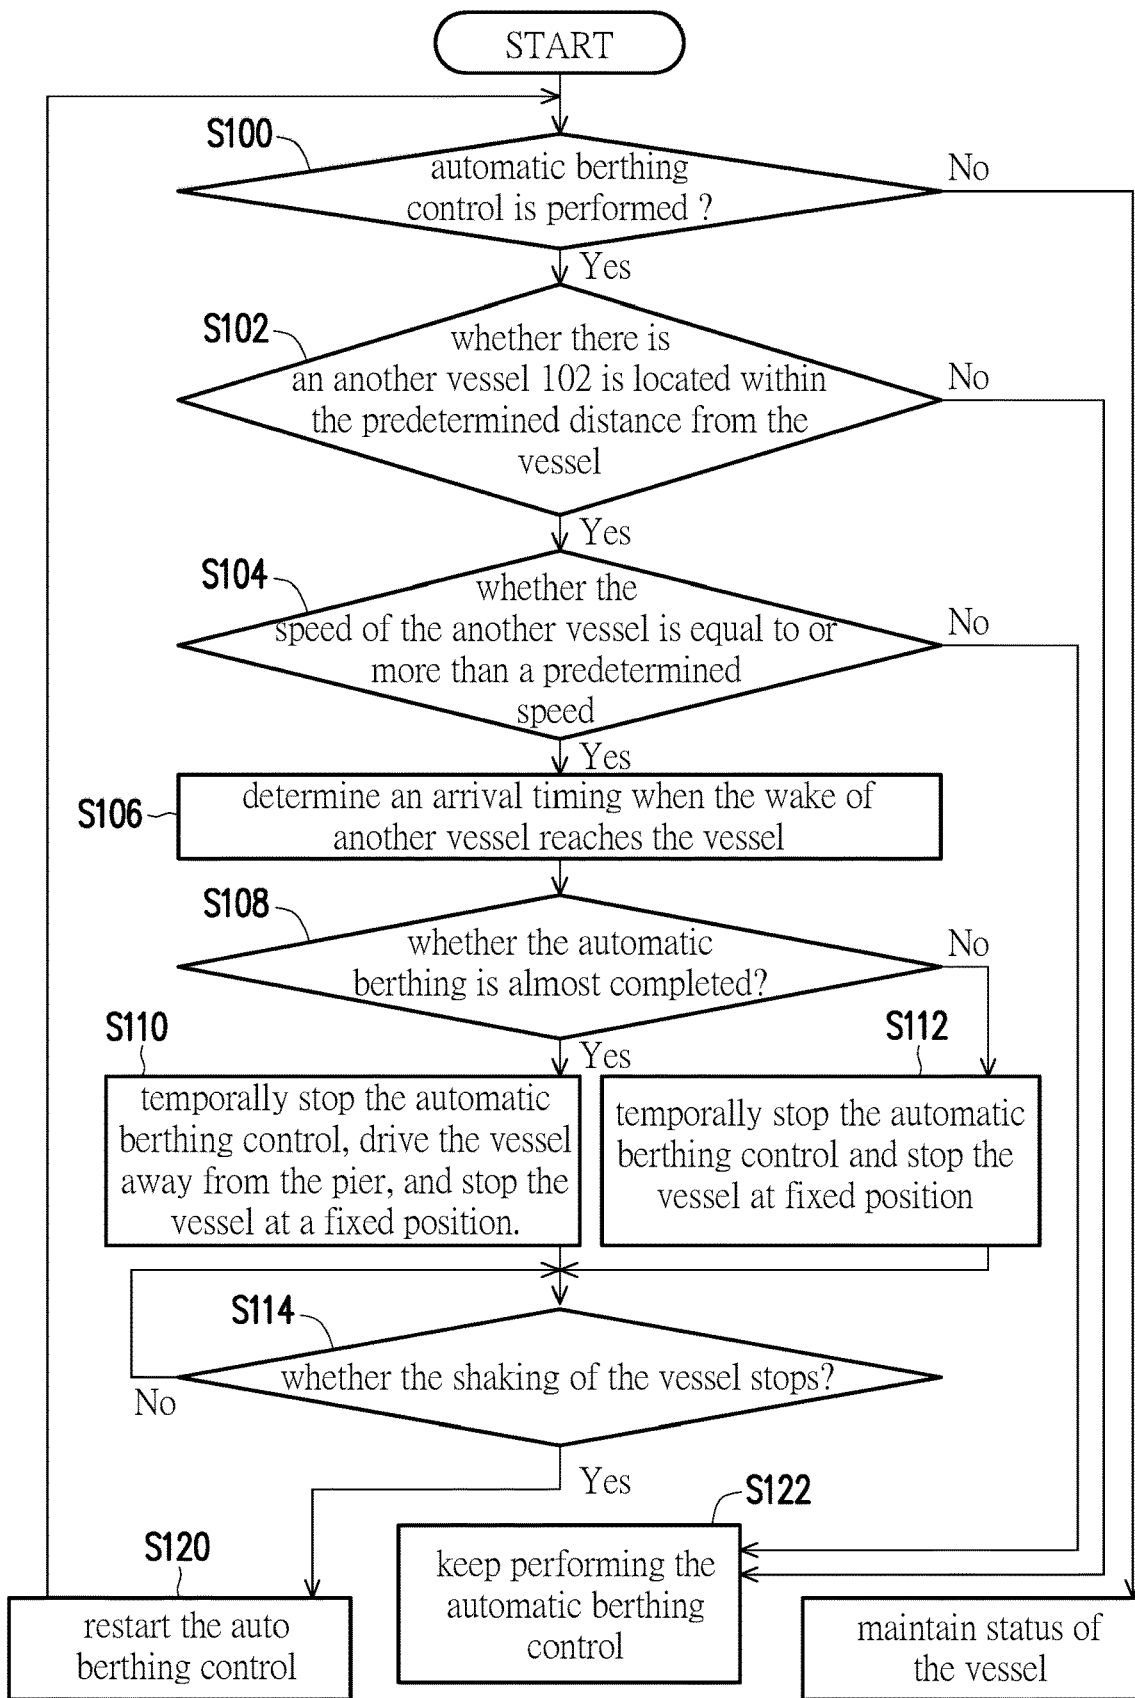 START
S100
automatic berthing
control is performed ?
No
Yes
S102
whether there is
an another vessel 102 is located within
the predetermined distance from the
vessel
No
Yes
S104
whether the
speed of the another vessel is equal to or
more than a predetermined
speed
No
Yes
S106
determine an arrival timing when the wake of
another vessel reaches the vessel
S108
whether the automatic
berthing is almost completed?
No
Yes
S110
temporally stop the automatic
berthing control, drive the vessel
away from the pier, and stop the
vessel at a fixed position.
S112
temporally stop the automatic
berthing control and stop the
vessel at fixed position
S114
whether the shaking of the vessel stops?
No
Yes
S120
restart the auto
berthing control
S122
keep performing the
automatic berthing
control
maintain status of
the vessel